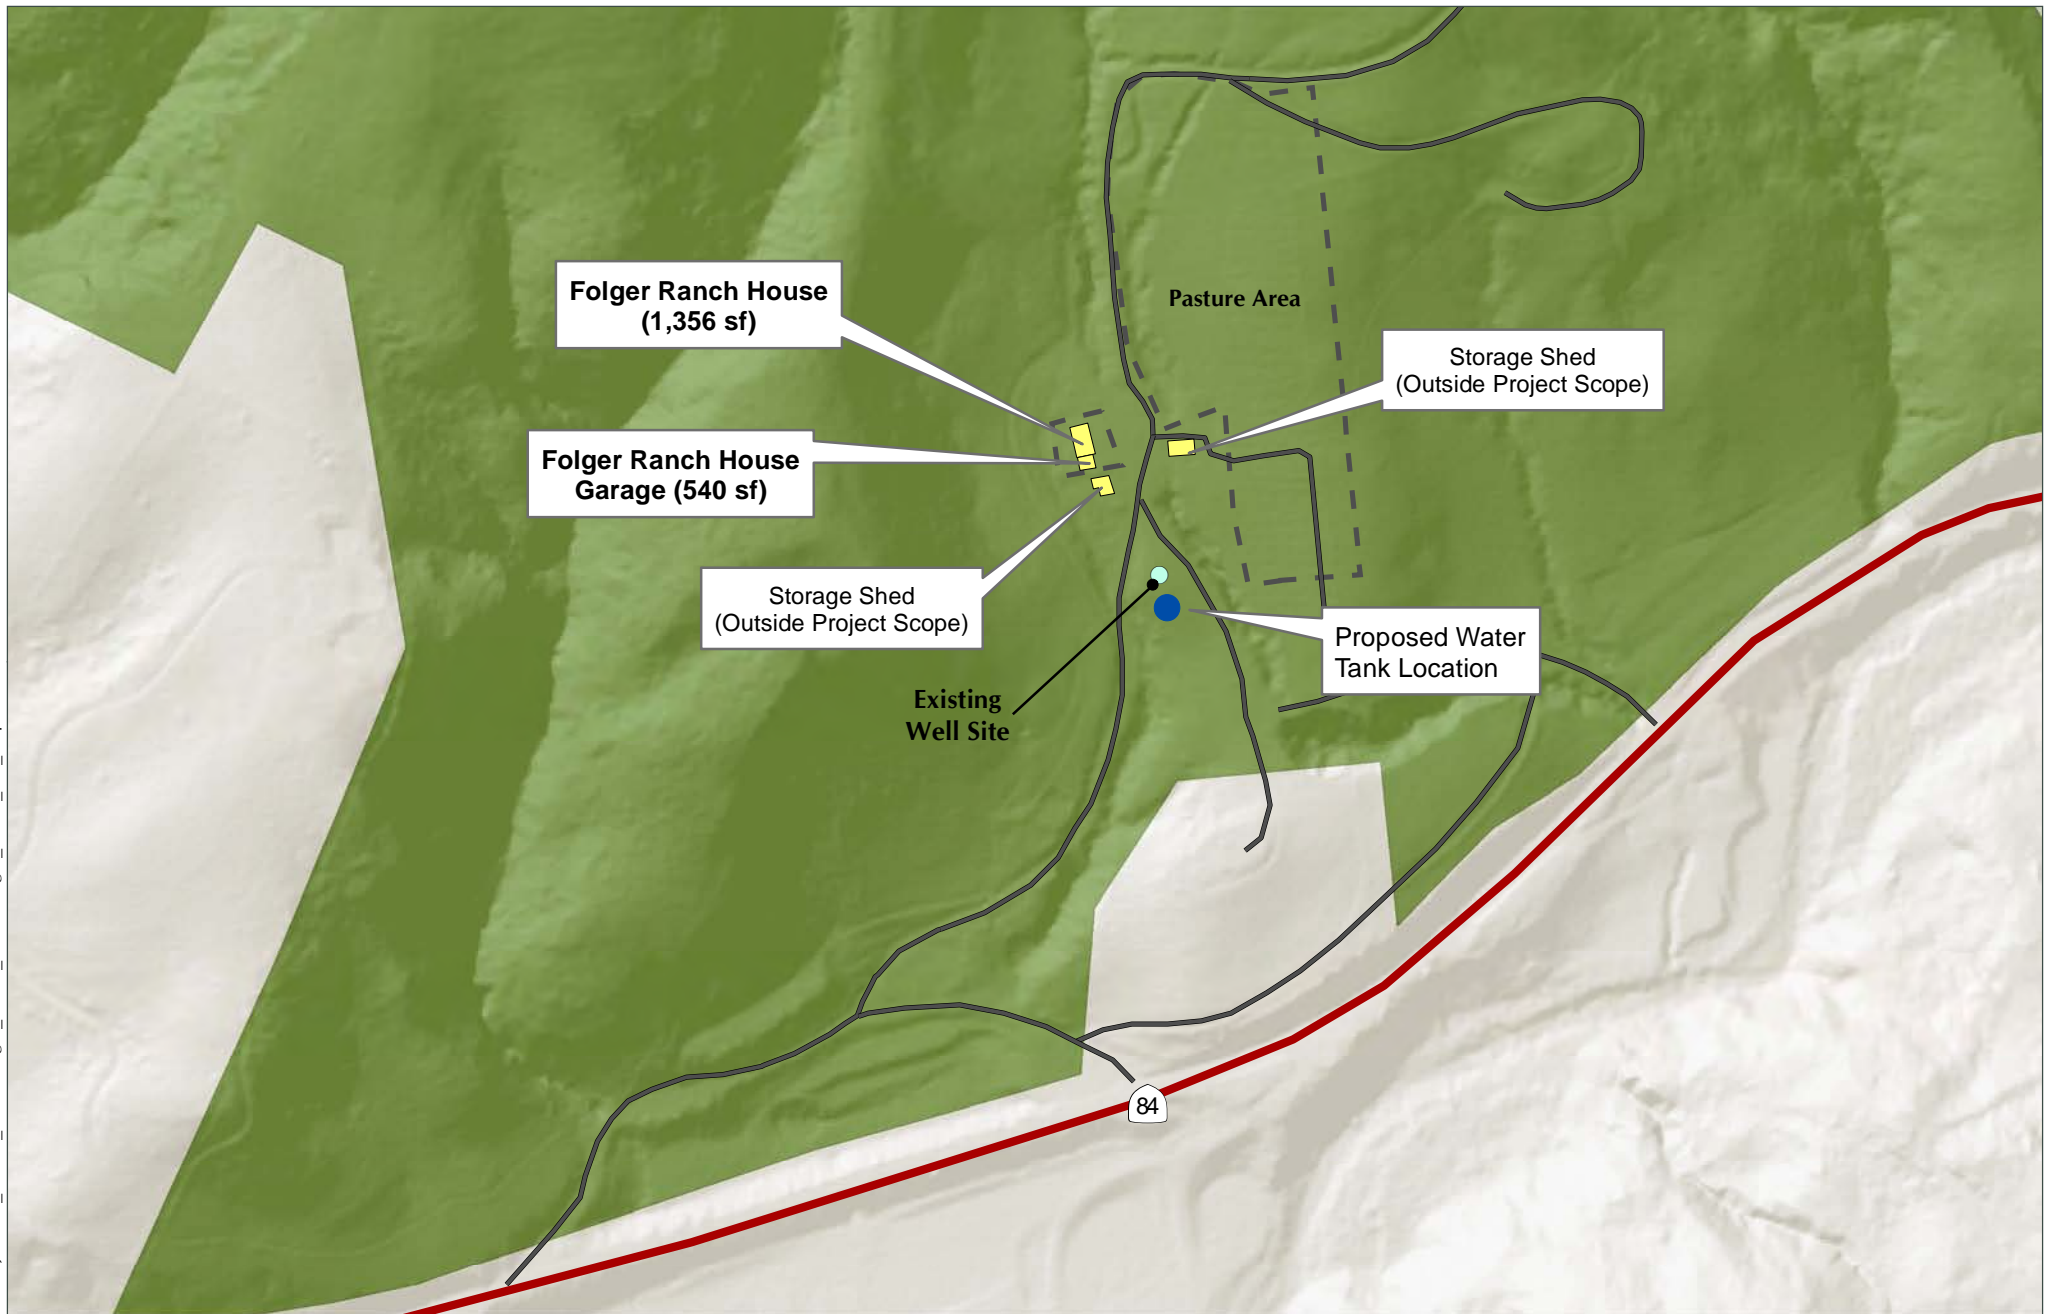 Folger Ranch House
(1,356 sf)
Pasture Area
Storage Shed
(Outside Project Scope)
Folger Ranch House
Garage (540 sf)
Storage Shed
(Outside Project Scope)
Proposed Water
Tank Location
Existing
Well Site
84